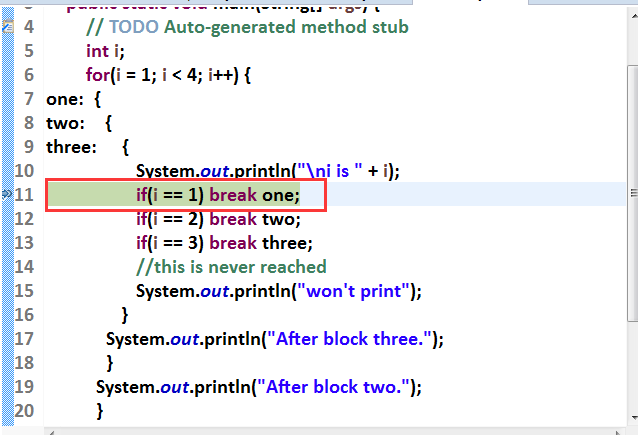 3 public static void main(String[] args) {
4 // TODO Auto-generated method stub
5 int i;
6 for(i = 1; i < 4; i++) {
7 one: {
8 two: {
9 three: {
10 System.out.println("\ni is " + i);
11 if(i == 1) break one;
12 if(i == 2) break two;
13 if(i == 3) break three;
14 //this is never reached
15 System.out.println("won't print");
16 }
17 System.out.println("After block three.");
18 }
19 System.out.println("After block two.");
20 }